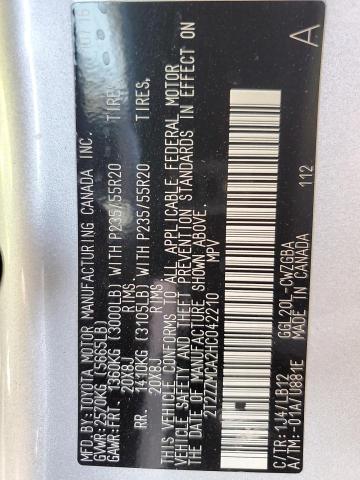 MFD. BY: TOYOTA MOTOR MANUFACTURING CANADA INC.
GVWR: 2570KG (5665LB)
GAWR: FRT. 1360KG (3000LB) WITH P235/55R20 TIRES,
20X8J RIMS
RR. 1410KG (3105LB) WITH P235/55R20 TIRES,
20X8J RIMS
THIS VEHICLE CONFORMS TO ALL APPLICABLE FEDERAL MOTOR
VEHICLE SAFETY AND THEFT PREVENTION STANDARDS IN EFFECT ON
THE DATE OF MANUFACTURE SHOWN ABOVE.
2T2ZZMCA2HC042210 MPV
A
C/TR: 1J4/LB12 GGL20L-CWZGBA
A/TM: -01A/U881E MADE IN CANADA 112